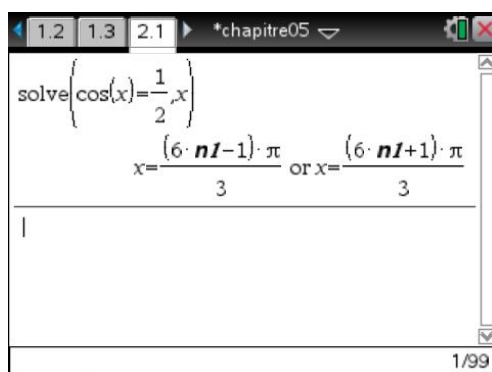 1.2 1.3 2.1 *chapitre05
solve(cos(x)=1/2,x)
x=((6·n1−1)·π)/3 or x=((6·n1+1)·π)/3
1/99